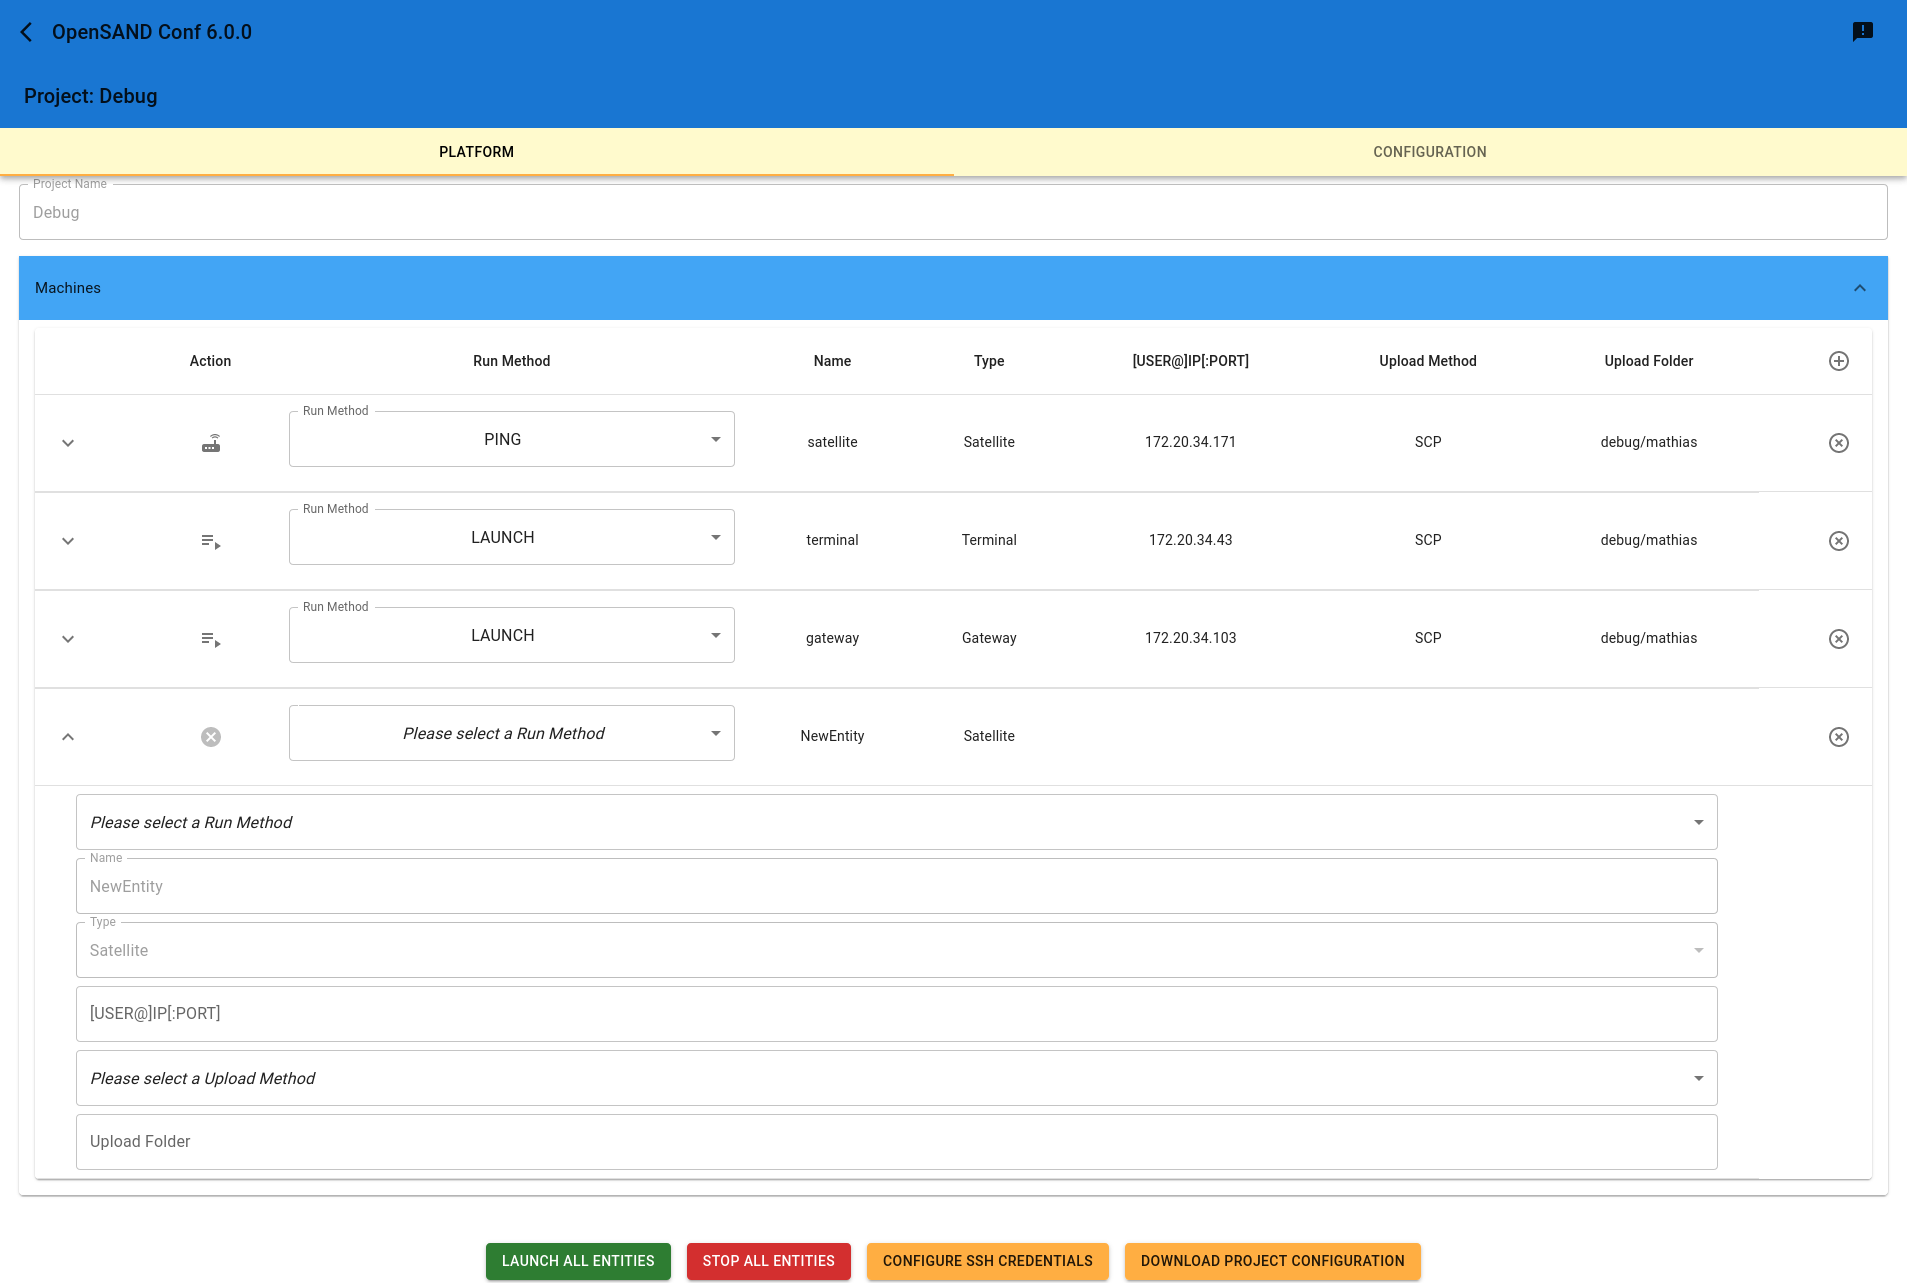 OpenSAND Conf 6.0.0
Project: Debug
PLATFORM CONFIGURATION
Project Name
Debug
Machines
Action Run Method Name Type [USER@]IP[:PORT] Upload Method Upload Folder
Run Method
PING satellite Satellite 172.20.34.171 SCP debug/mathias
Run Method
LAUNCH terminal Terminal 172.20.34.43 SCP debug/mathias
Run Method
LAUNCH gateway Gateway 172.20.34.103 SCP debug/mathias
Please select a Run Method NewEntity Satellite
Please select a Run Method
Name
NewEntity
Type
Satellite
[USER@]IP[:PORT]
Please select a Upload Method
Upload Folder
LAUNCH ALL ENTITIES STOP ALL ENTITIES CONFIGURE SSH CREDENTIALS DOWNLOAD PROJECT CONFIGURATION